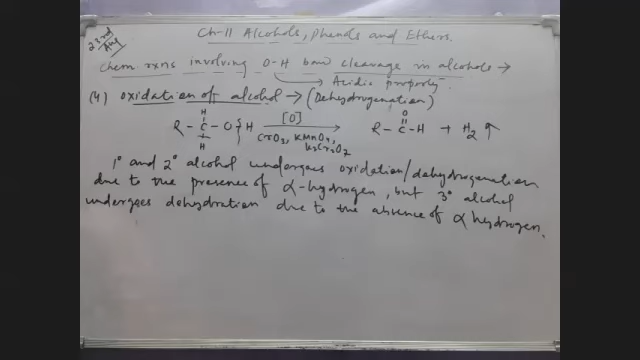 23rd Aug
Ch-11 Alcohols, Phenols and Ethers.
Chem rxns involving O-H bond cleavage in alcohols →
Acidic property.
(4) Oxidation of alcohol → (Dehydrogenation)
H O
R - C - O H [O] R - C - H + H2 ↑
H CrO3, KMnO4,
K2Cr2O7
1° and 2° alcohol undergoes oxidation/dehydrogenation
due to the presence of α-hydrogen, but 3° alcohol
undergoes dehydration due to the absence of α hydrogen.